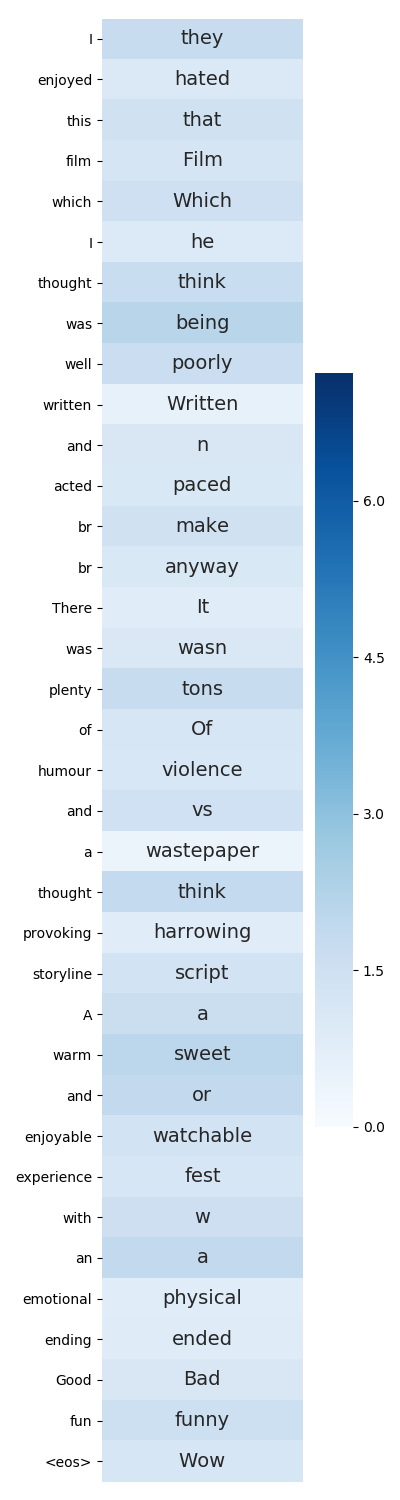 I they
enjoyed hated
this that
film Film
which Which
I he
thought think
was being
well poorly
written Written
and n
acted paced
br make
br anyway
There It
was wasn
plenty tons
of Of
humour violence
and vs
a wastepaper
thought think
provoking harrowing
storyline script
A a
warm sweet
and or
enjoyable watchable
experience fest
with w
an a
emotional physical
ending ended
Good Bad
fun funny
<eos> Wow
6.0
4.5
3.0
1.5
0.0